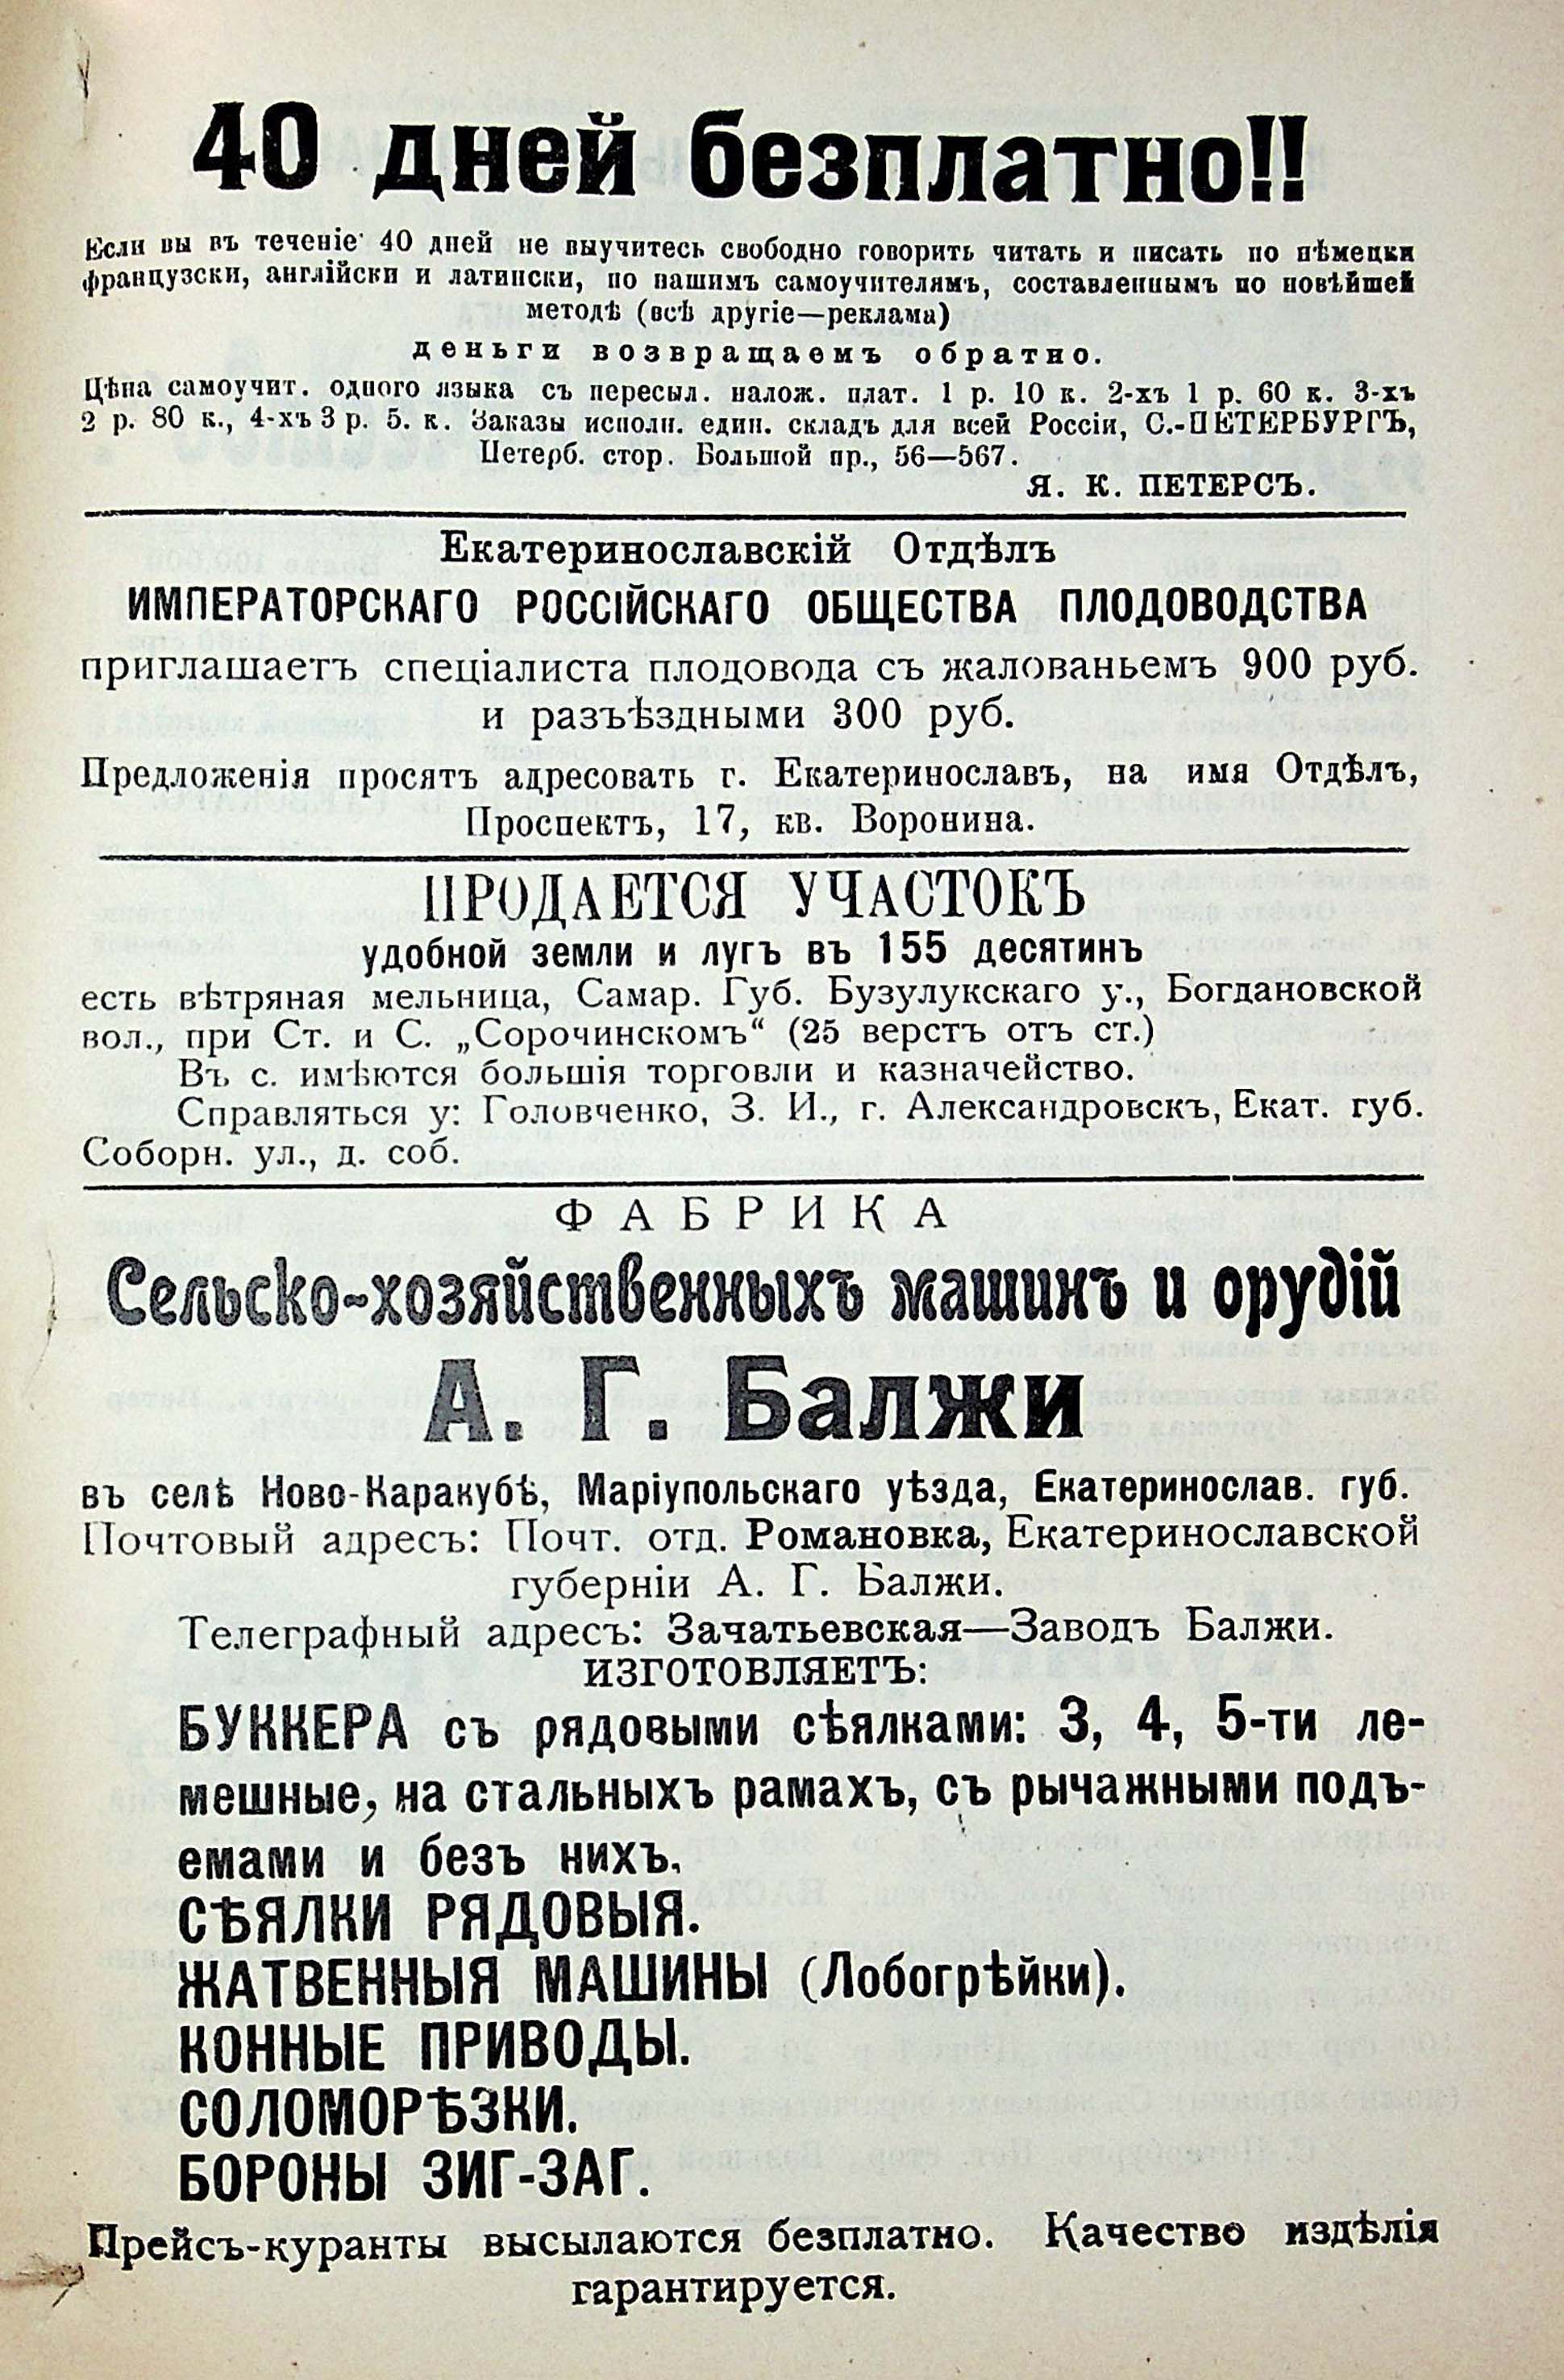 40 дней безплатно!!
Если вы въ теченіе 40 дней не выучитесь свободно говорить читать и писать по нѣмецки
французски, англійски и латински, по нашимъ самоучителямъ, составленнымъ по новѣйшей
методѣ (всѣ другіе—реклама)
деньги возвращаемъ обратно.
Цѣна самоучит. одного языка съ пересыл. налож. плат. 1 р. 10 к. 2-хъ 1 р. 60 к. 3-хъ
2 р. 80 к., 4-хъ 3 р. 5. к. Заказы исполн. един. складъ для всей Россіи, С.-ПЕТЕРБУРГЪ,
Петерб. стор. Большой пр., 56—567.
Я. К. ПЕТЕРСЪ.
Екатеринославскій Отдѣлъ
ИМПЕРАТОРСКАГО РОССІЙСКАГО ОБЩЕСТВА ПЛОДОВОДСТВА
приглашаетъ спеціалиста плодовода съ жалованьемъ 900 руб.
и разъѣздными 300 руб.
Предложенія просятъ адресовать г. Екатеринославъ, на имя Отдѣлъ,
Проспектъ, 17, кв. Воронина.
ПРОДАЕТСЯ УЧАСТОКЪ
удобной земли и лугъ въ 155 десятинъ
есть вѣтряная мельница, Самар. Губ. Бузулукскаго у., Богдановской
вол., при Ст. и С. „Сорочинскомъ“ (25 верстъ отъ ст.)
Въ с. имѣются большія торговли и казначейство.
Справляться у: Головченко, З. И., г. Александровскъ, Екат. губ.
Соборн. ул., д. соб.
ФАБРИКА
Сельско-хозяйственныхъ машинъ и орудій
А. Г. Балжи
въ селѣ Ново-Каракубѣ, Маріупольскаго уѣзда, Екатеринослав. губ.
Почтовый адресъ: Почт. отд. Романовка, Екатеринославской
губерніи А. Г. Балжи.
Телеграфный адресъ: Зачатьевская—Заводъ Балжи.
ИЗГОТОВЛЯЕТЪ:
БУККЕРА съ рядовыми сѣялками: 3, 4, 5-ти ле-
мешные, на стальныхъ рамахъ, съ рычажными подъ-
емами и безъ нихъ.
СѢЯЛКИ РЯДОВЫЯ.
ЖАТВЕННЫЯ МАШИНЫ (Лобогрѣйки).
КОННЫЕ ПРИВОДЫ.
СОЛОМОРѢЗКИ.
БОРОНЫ ЗИГ-ЗАГ.
Прейсъ-куранты высылаются безплатно. Качество издѣлія
гарантируется.